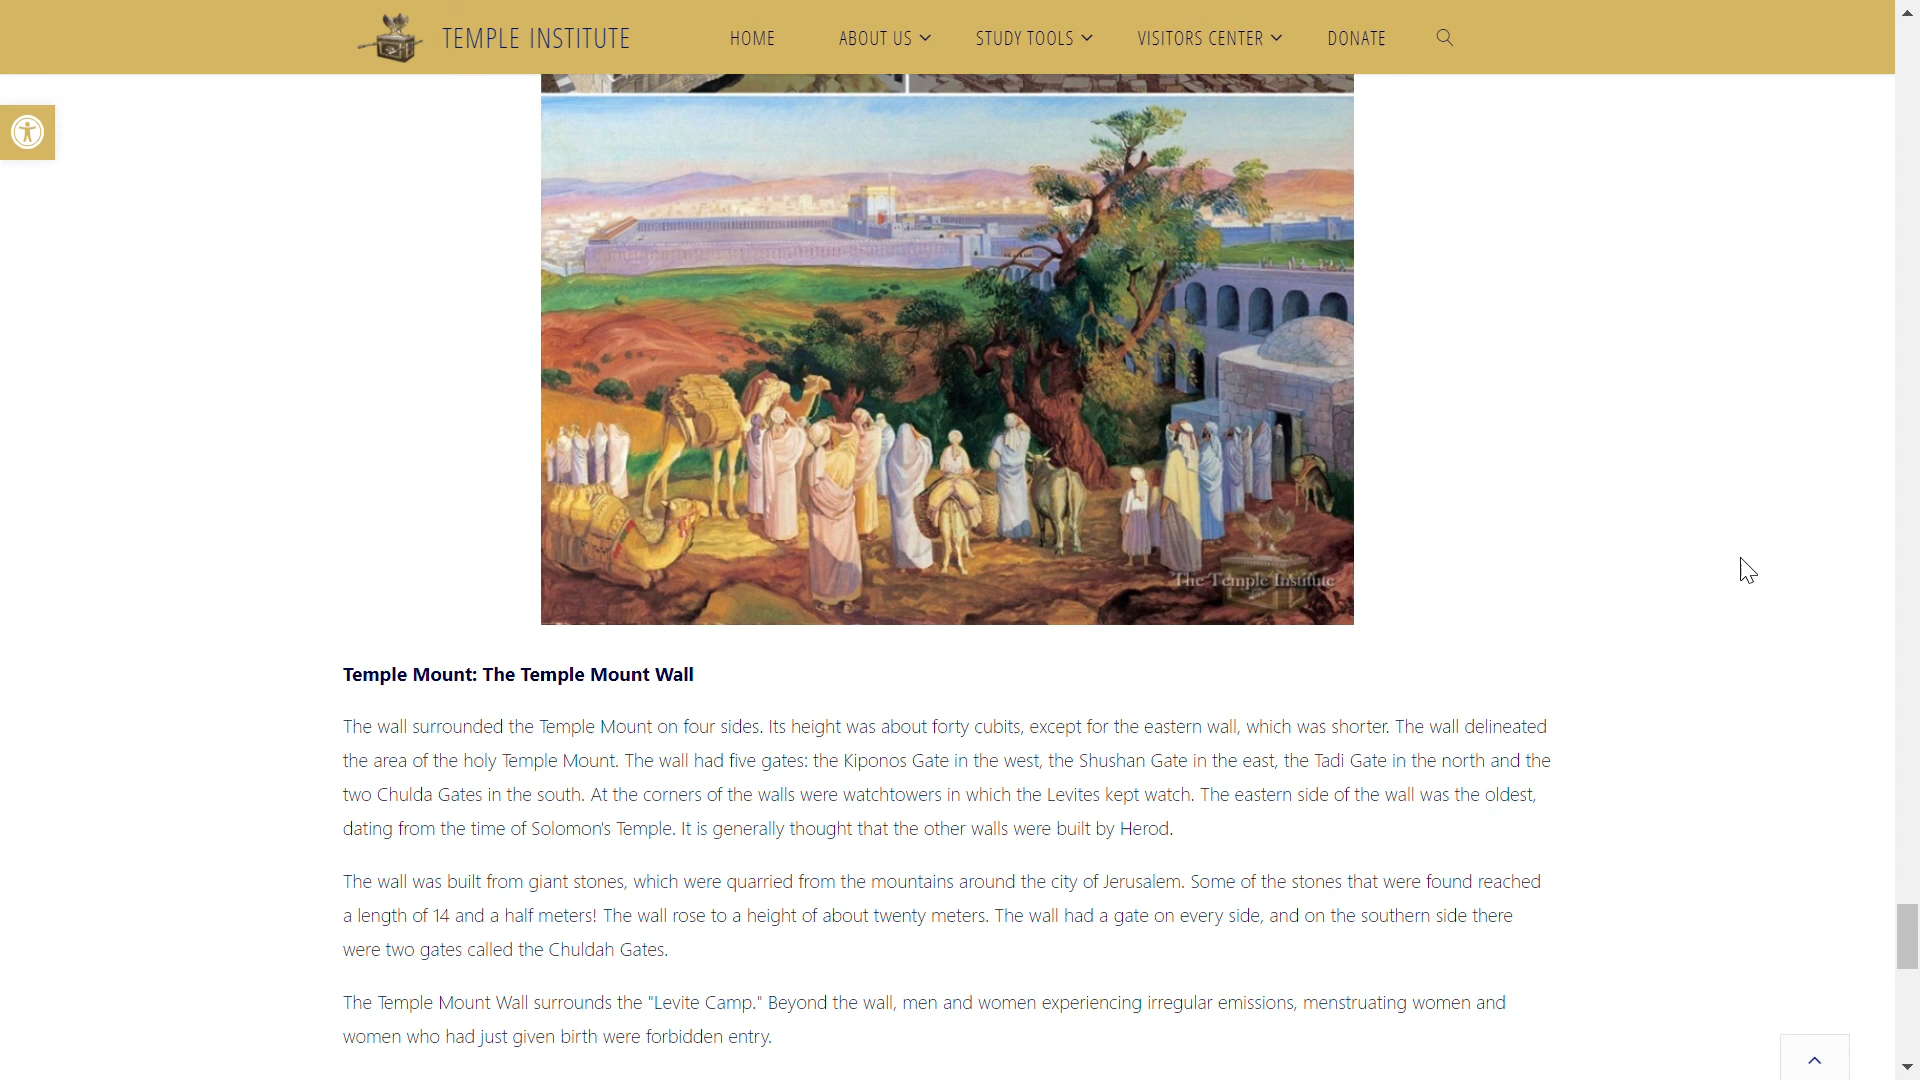 TEMPLE INSTITUTE
HOME
ABOUT US
STUDY TOOLS
VISITORS CENTER
DONATE
The Temple Institute
Temple Mount: The Temple Mount Wall
The wall surrounded the Temple Mount on four sides. Its height was about forty cubits, except for the eastern wall, which was shorter. The wall delineated
the area of the holy Temple Mount. The wall had five gates: the Kiponos Gate in the west, the Shushan Gate in the east, the Tadi Gate in the north and the
two Chulda Gates in the south. At the corners of the walls were watchtowers in which the Levites kept watch. The eastern side of the wall was the oldest,
dating from the time of Solomon's Temple. It is generally thought that the other walls were built by Herod.
The wall was built from giant stones, which were quarried from the mountains around the city of Jerusalem. Some of the stones that were found reached
a length of 14 and a half meters! The wall rose to a height of about twenty meters. The wall had a gate on every side, and on the southern side there
were two gates called the Chuldah Gates.
The Temple Mount Wall surrounds the "Levite Camp." Beyond the wall, men and women experiencing irregular emissions, menstruating women and
women who had just given birth were forbidden entry.